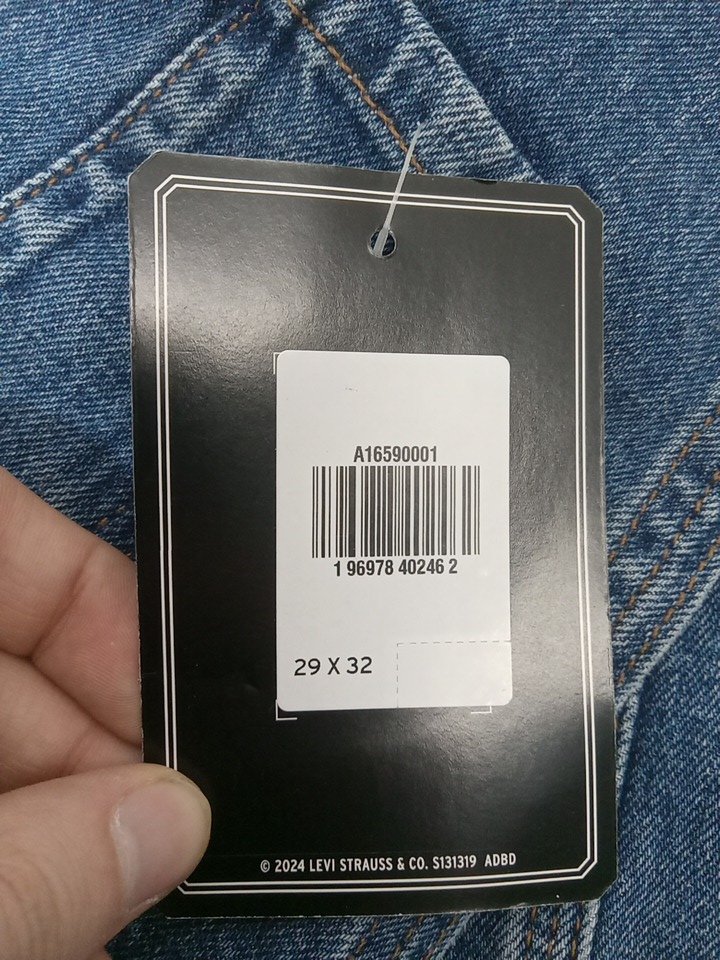 A16590001
1 96978 40246 2
29 X 32
© 2024 LEVI STRAUSS & CO. S131319 ADBD